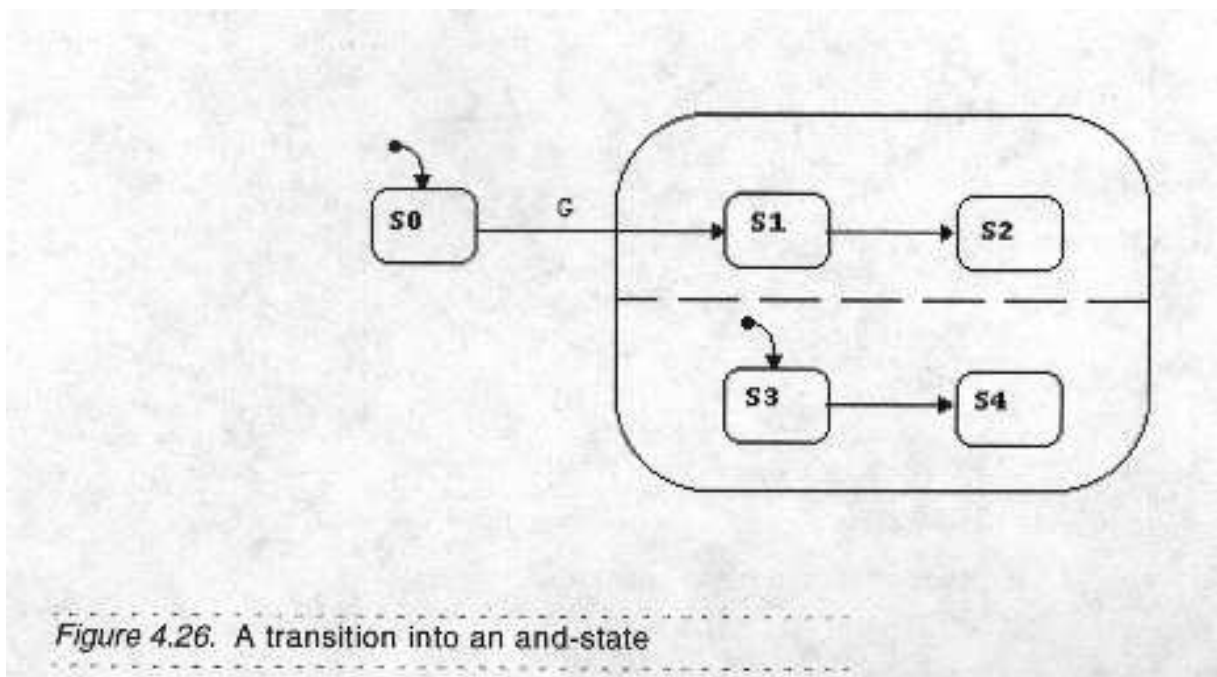 G
S0
S1
S2
S3
S4
Figure 4.26. A transition into an and-state